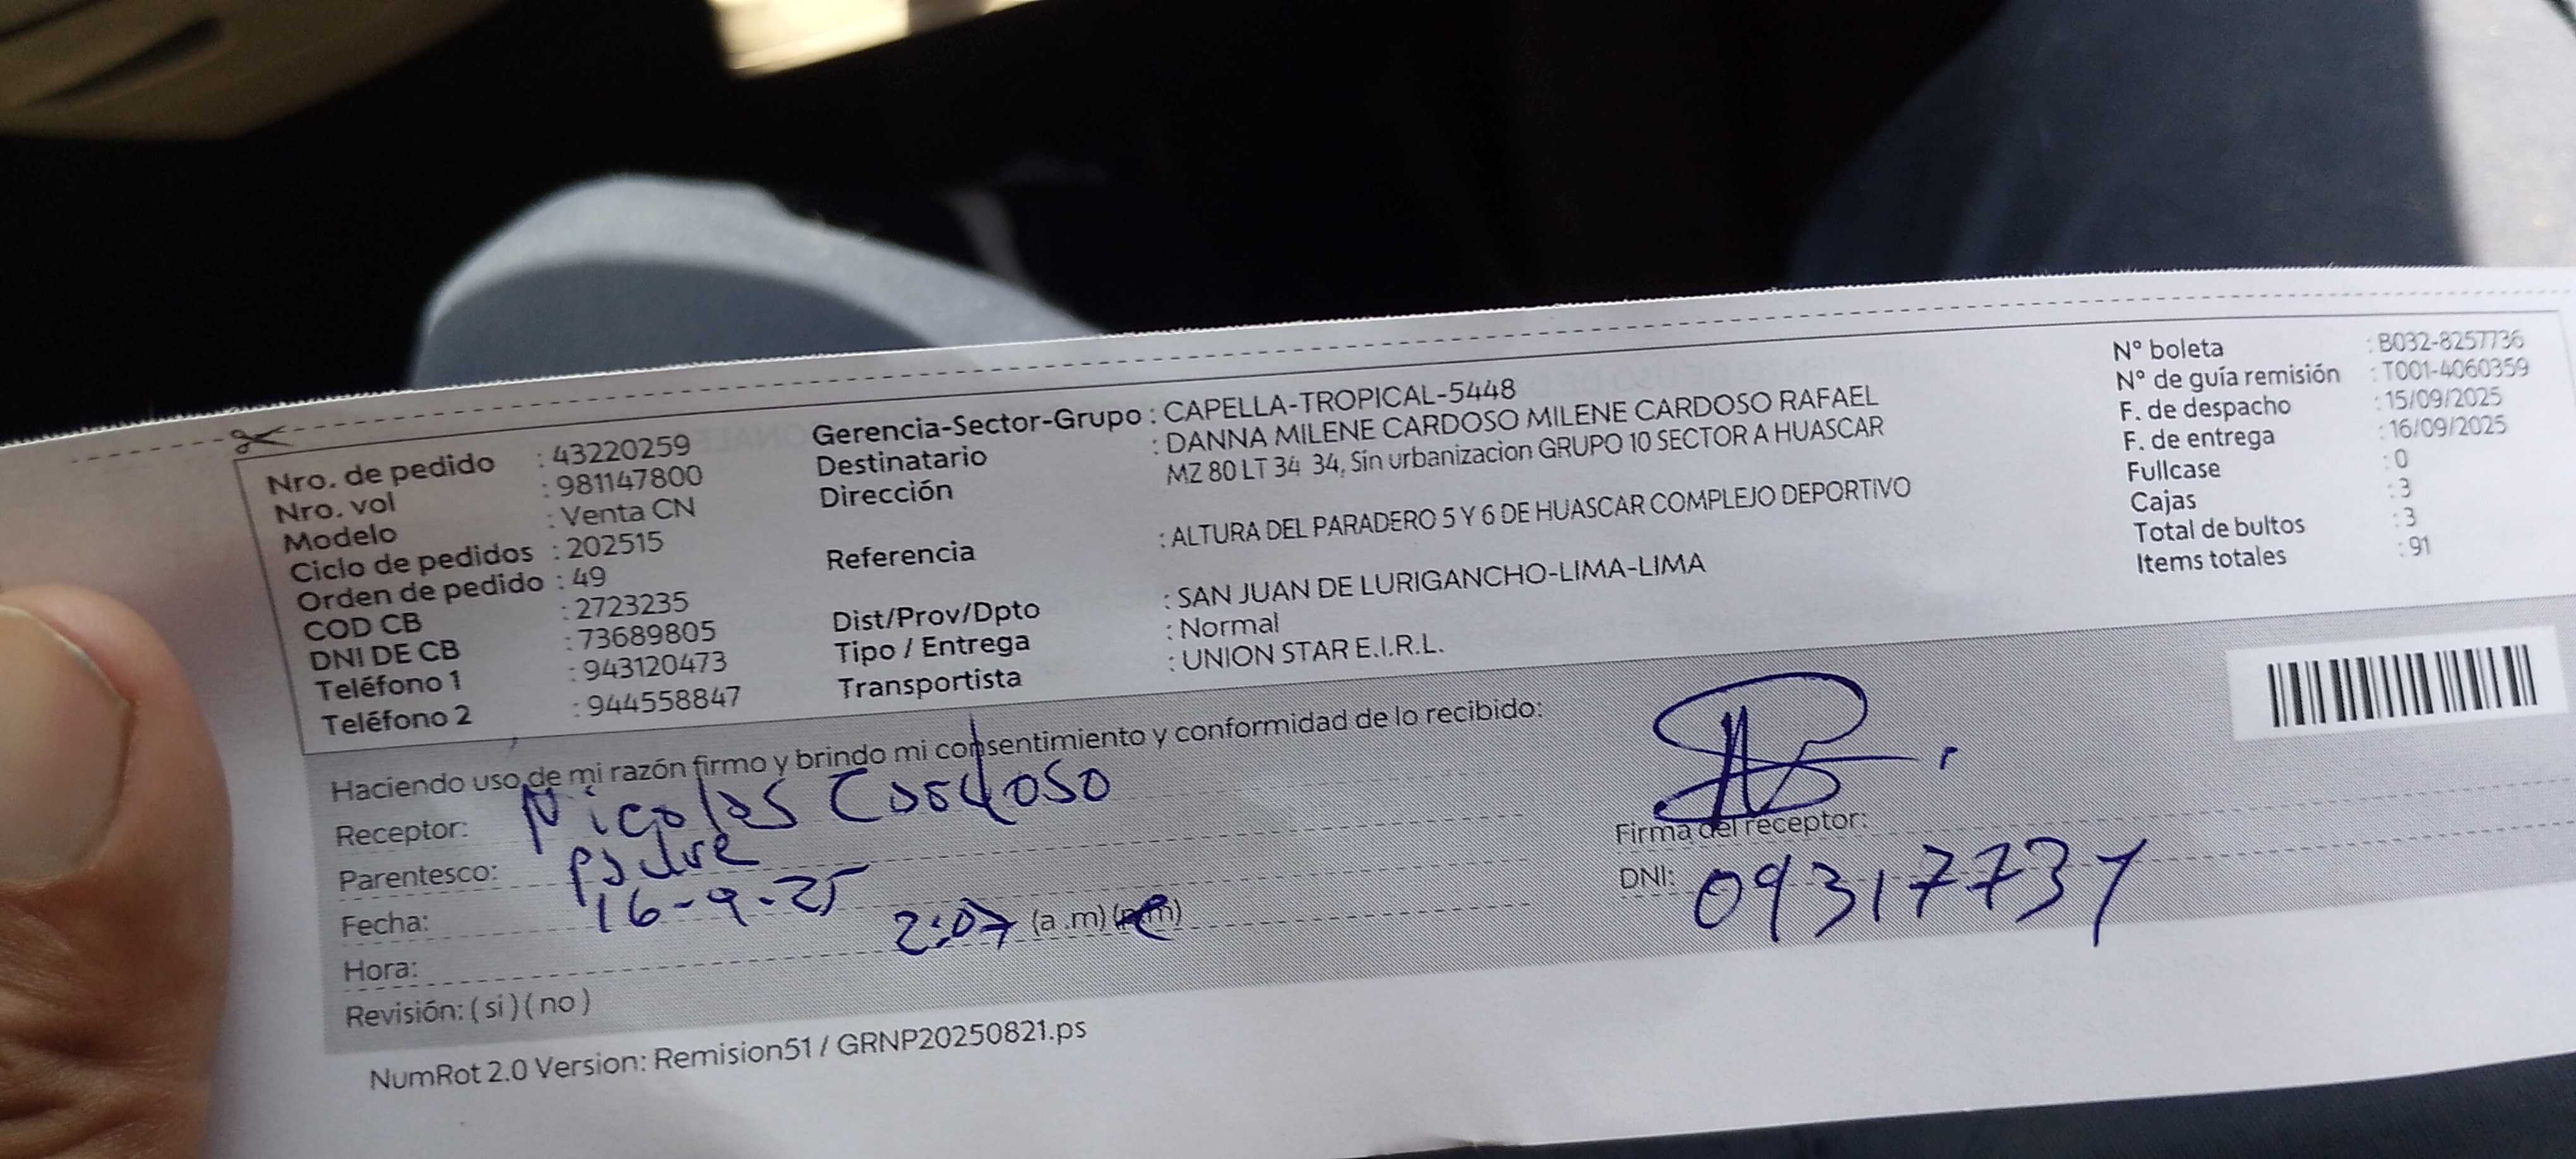 Nro. de pedido : 43220259
Nro. vol : 981147800
Modelo : Venta CN
Ciclo de pedidos : 202515
Orden de pedido : 49
COD CB : 2723235
DNI DE CB : 73689805
Teléfono 1 : 943120473
Teléfono 2 : 944558847
Gerencia-Sector-Grupo : CAPELLA-TROPICAL-5448
Destinatario : DANNA MILENE CARDOSO MILENE CARDOSO RAFAEL
Dirección MZ 80 LT 34 34, Sin urbanizacion GRUPO 10 SECTOR A HUASCAR
Referencia : ALTURA DEL PARADERO 5 Y 6 DE HUASCAR COMPLEJO DEPORTIVO
Dist/Prov/Dpto : SAN JUAN DE LURIGANCHO-LIMA-LIMA
Tipo / Entrega : Normal
Transportista : UNION STAR E.I.R.L.
N° boleta : B032-8257736
N° de guía remisión : T001-4060359
F. de despacho : 15/09/2025
F. de entrega : 16/09/2025
Fullcase : 0
Cajas : 3
Total de bultos : 3
Items totales : 91
Haciendo uso de mi razón firmo y brindo mi consentimiento y conformidad de lo recibido:
Receptor: Nicolas Cardoso
Parentesco: padre
Fecha: 16-9-25
Hora: 2:07 (a.m) (p.m)
Revisión: ( si ) ( no )
Firma del receptor:
DNI: 09317737
NumRot 2.0 Version: Remision51 / GRNP20250821.ps